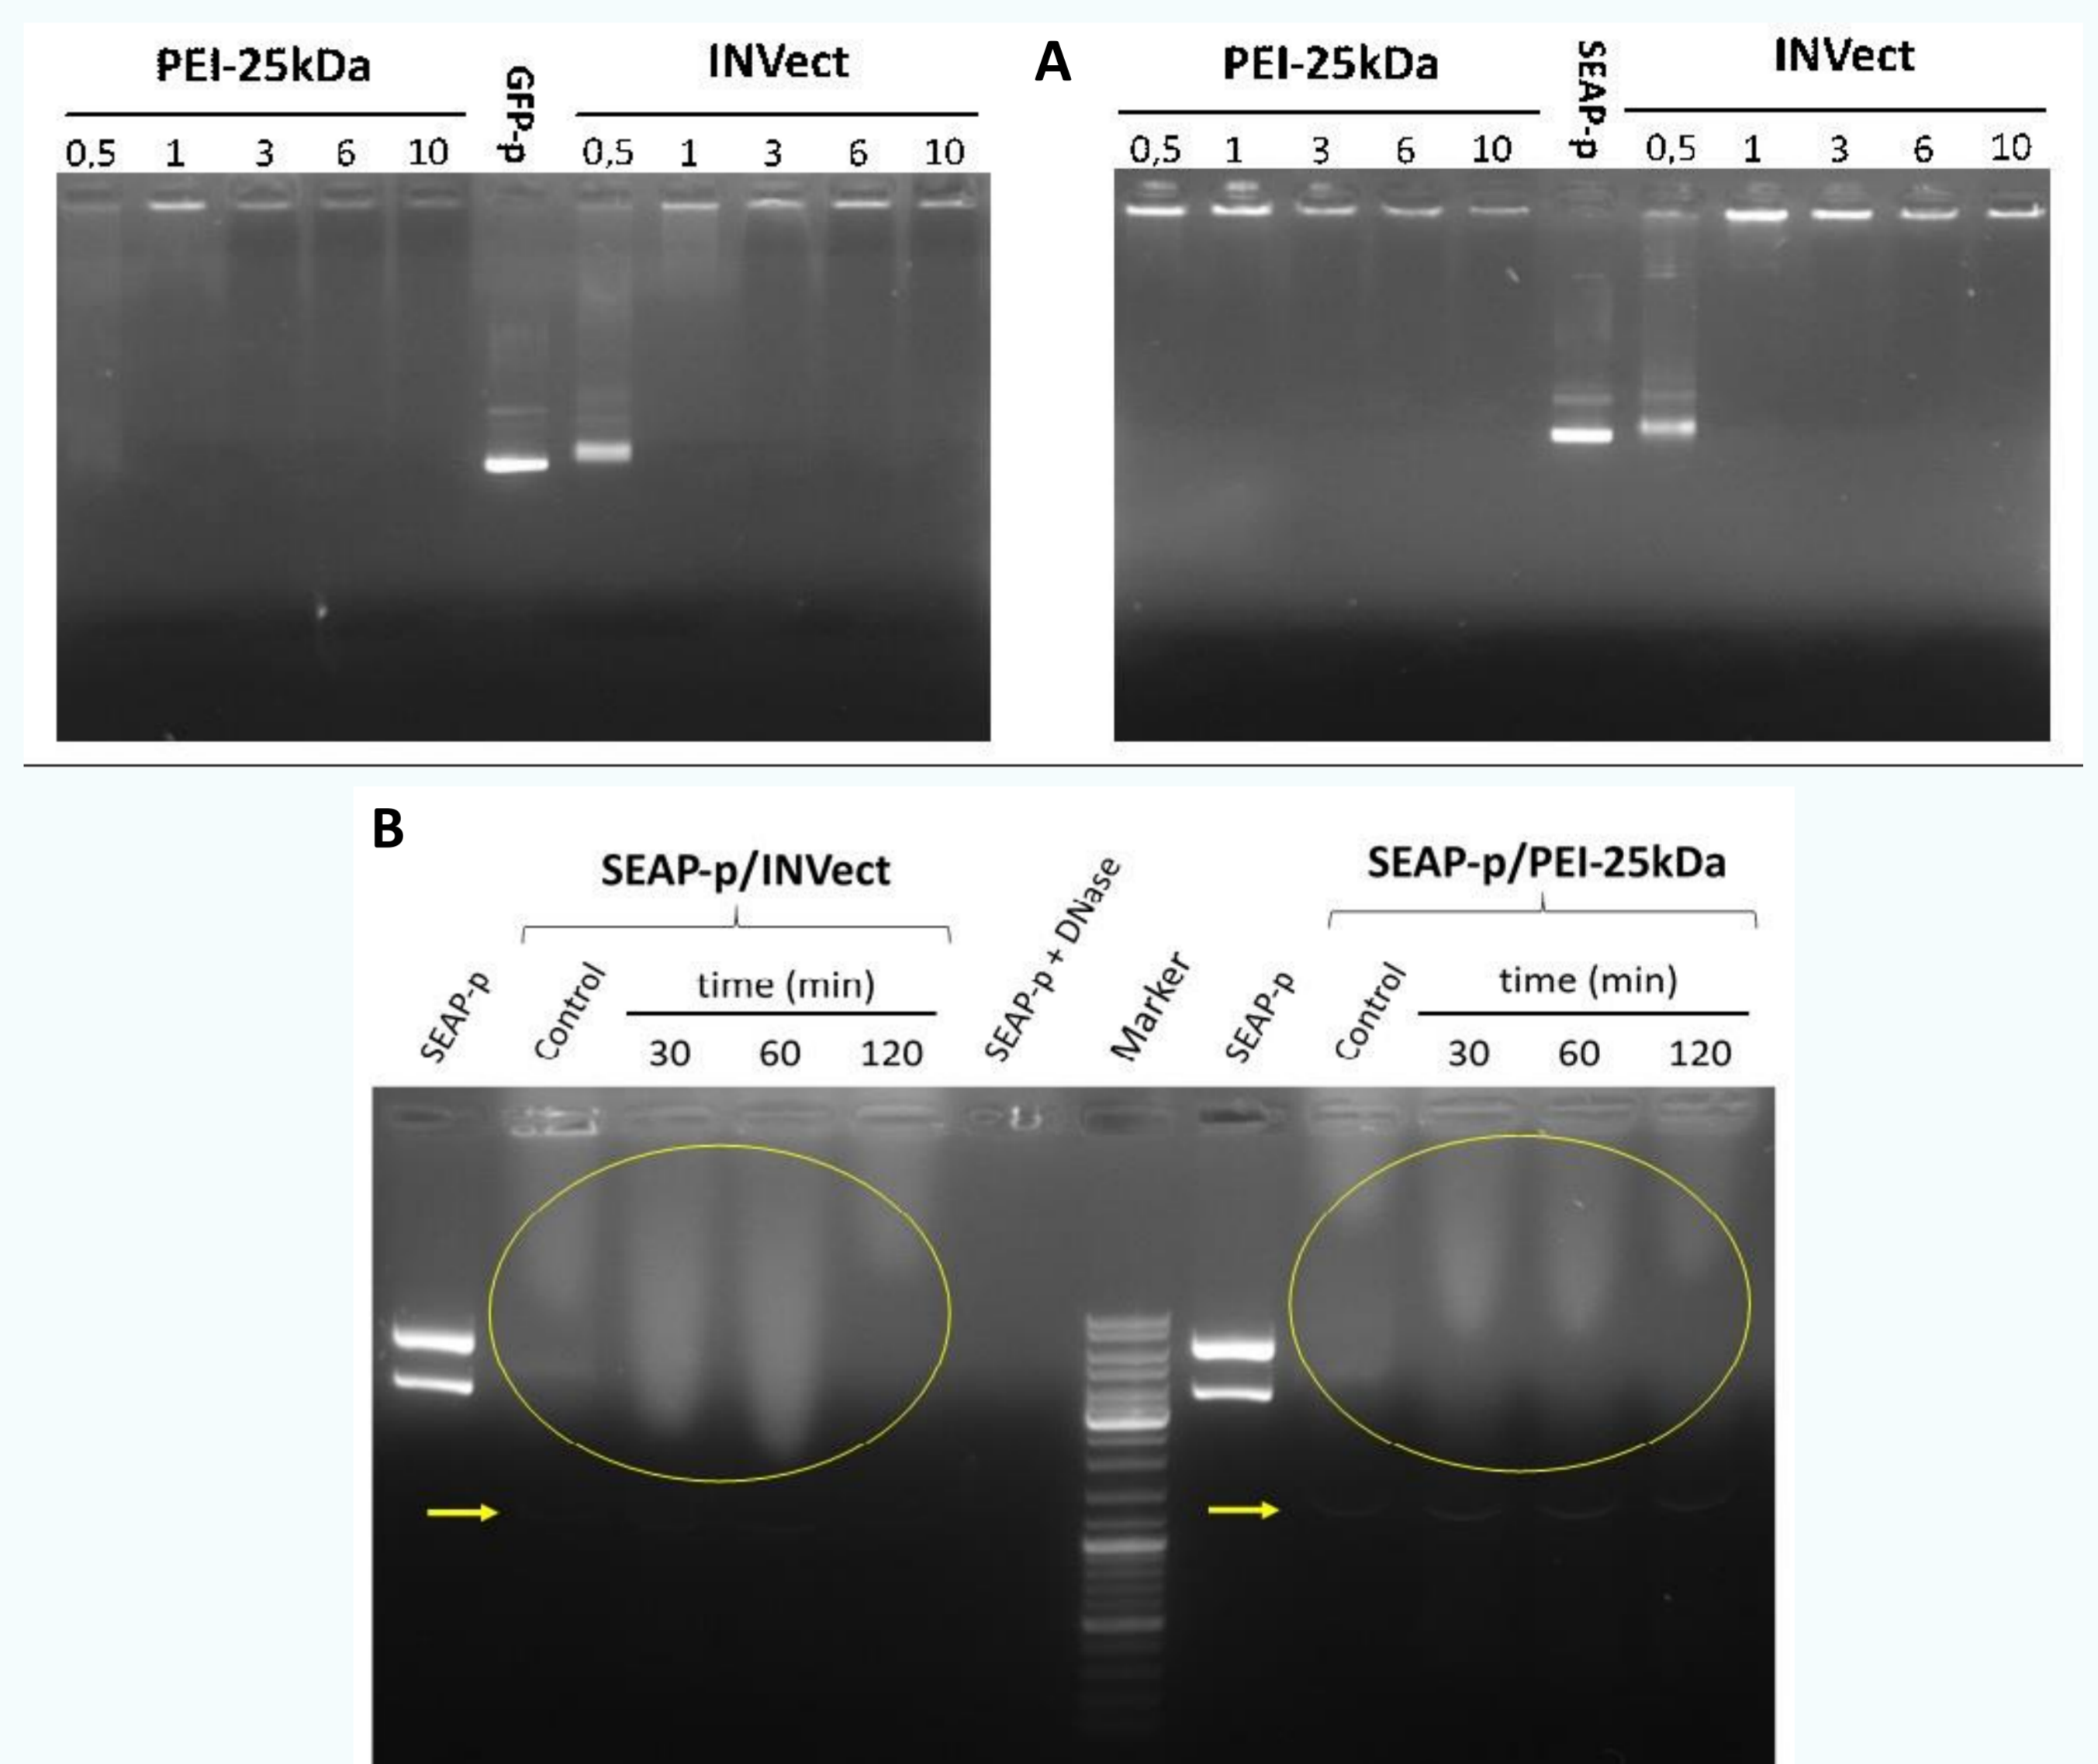 PEI-25kDa GFP-p INVect
0,5 1 3 6 10 0,5 1 3 6 10
A
PEI-25kDa SEAP-p INVect
0,5 1 3 6 10 0,5 1 3 6 10
B
SEAP-p/INVect SEAP-p/PEI-25kDa
SEAP-p Control time (min) SEAP-p + DNase Marker SEAP-p Control time (min)
30 60 120 30 60 120